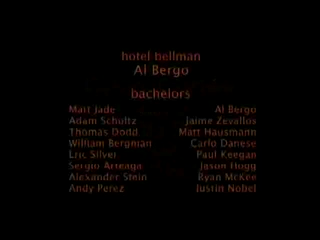 hotel bellman
Al Bergo
bachelors
Matt Jade Al Bergo
Adam Schultz Jaime Zevallos
Thomas Dodd Matt Hausmann
William Bergman Carlo Danese
Eric Silver Paul Keegan
Sergio Arreaga Jason Hugg
Alexander Stein Ryan McKee
Andy Perez Justin Nobel